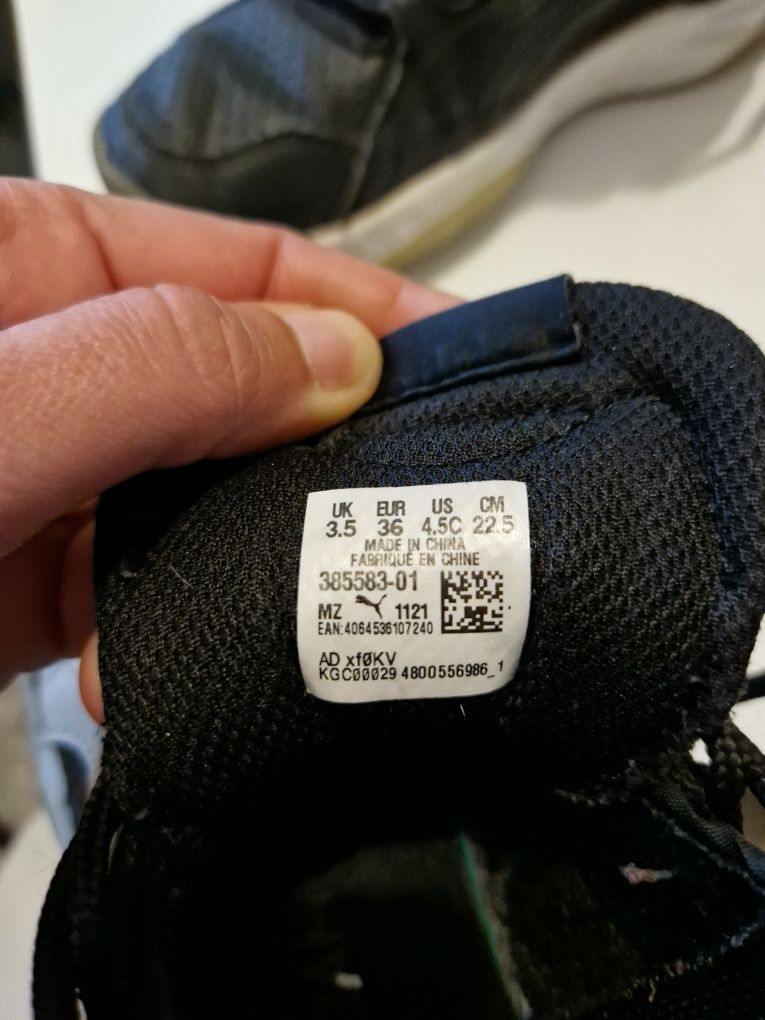 UK EUR US CM
3.5 36 4.5C 22.5
MADE IN CHINA
FABRIQUÉ EN CHINE
385583-01
MZ 1121
EAN:4064536107240
AD xf0KV
KGC00029 4800556986_1